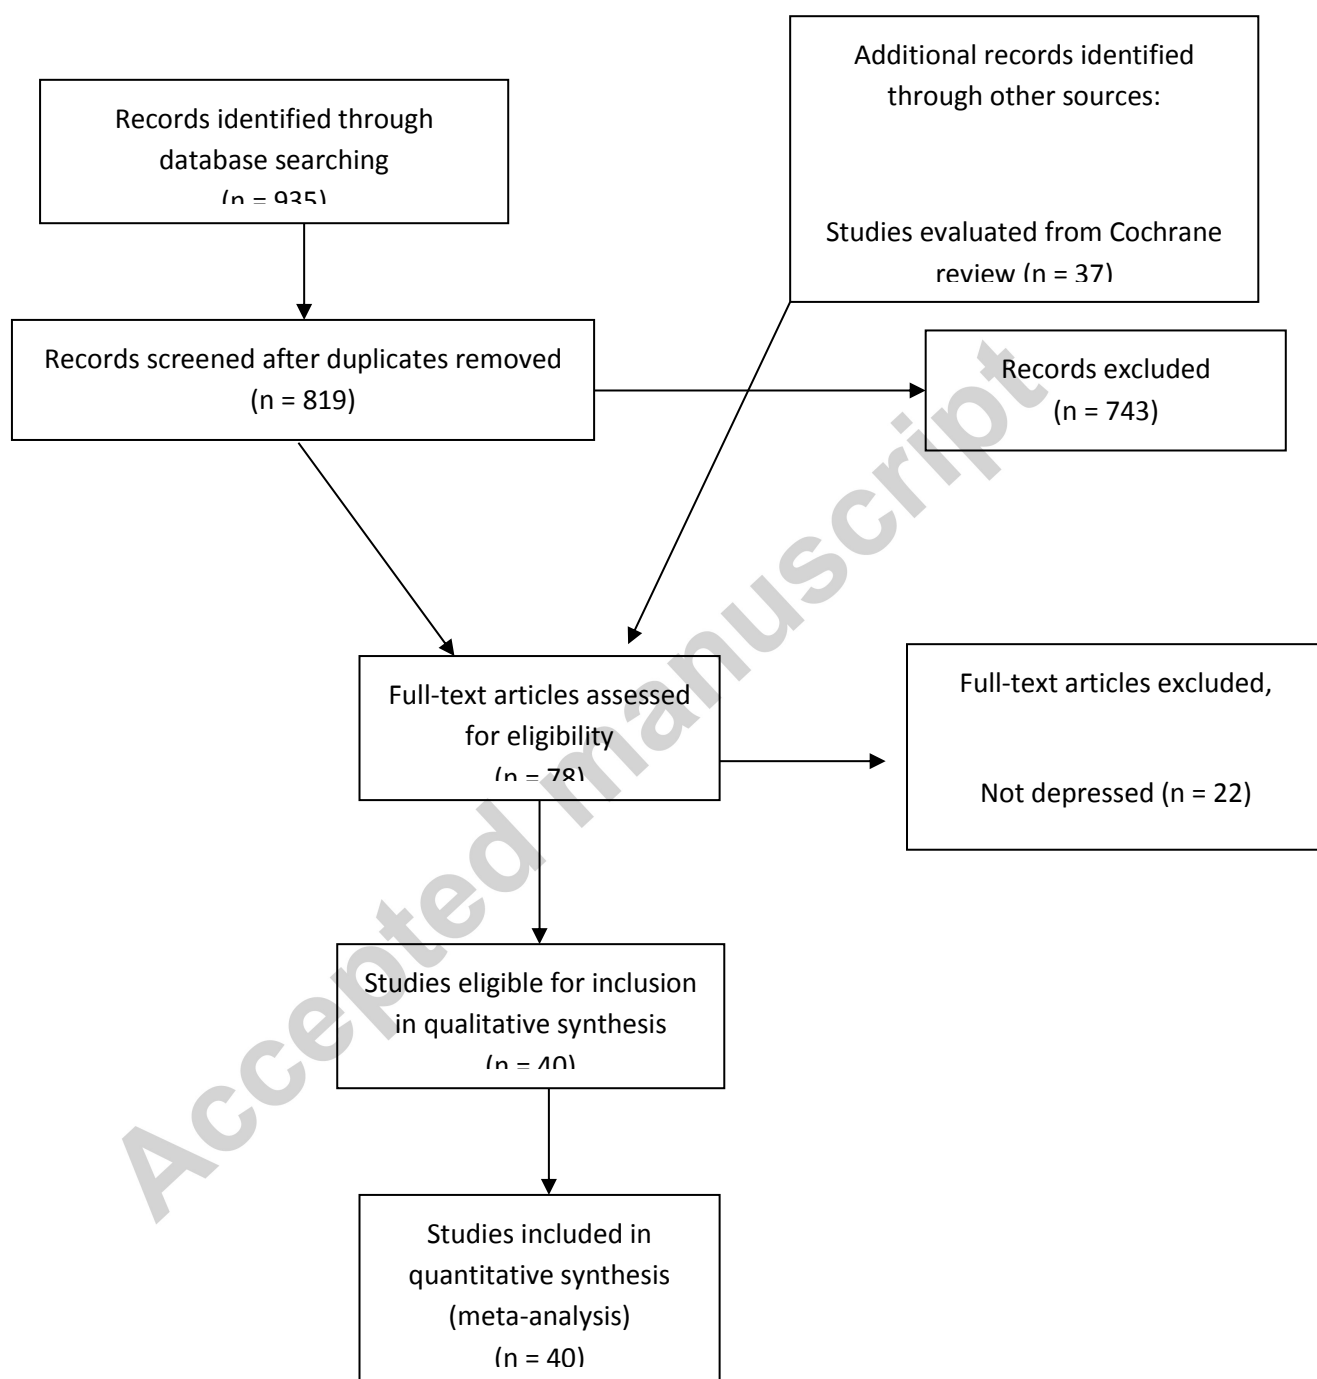 Additional records identified
through other sources:
Studies evaluated from Cochrane
review (n = 37)
Records identified through
database searching
(n = 935)
Records screened after duplicates removed
(n = 819)
Records excluded
(n = 743)
Full-text articles assessed
for eligibility
(n = 78)
Full-text articles excluded,
Not depressed (n = 22)
Studies eligible for inclusion
in qualitative synthesis
(n = 40)
Studies included in
quantitative synthesis
(meta-analysis)
(n = 40)
Accepted manuscript